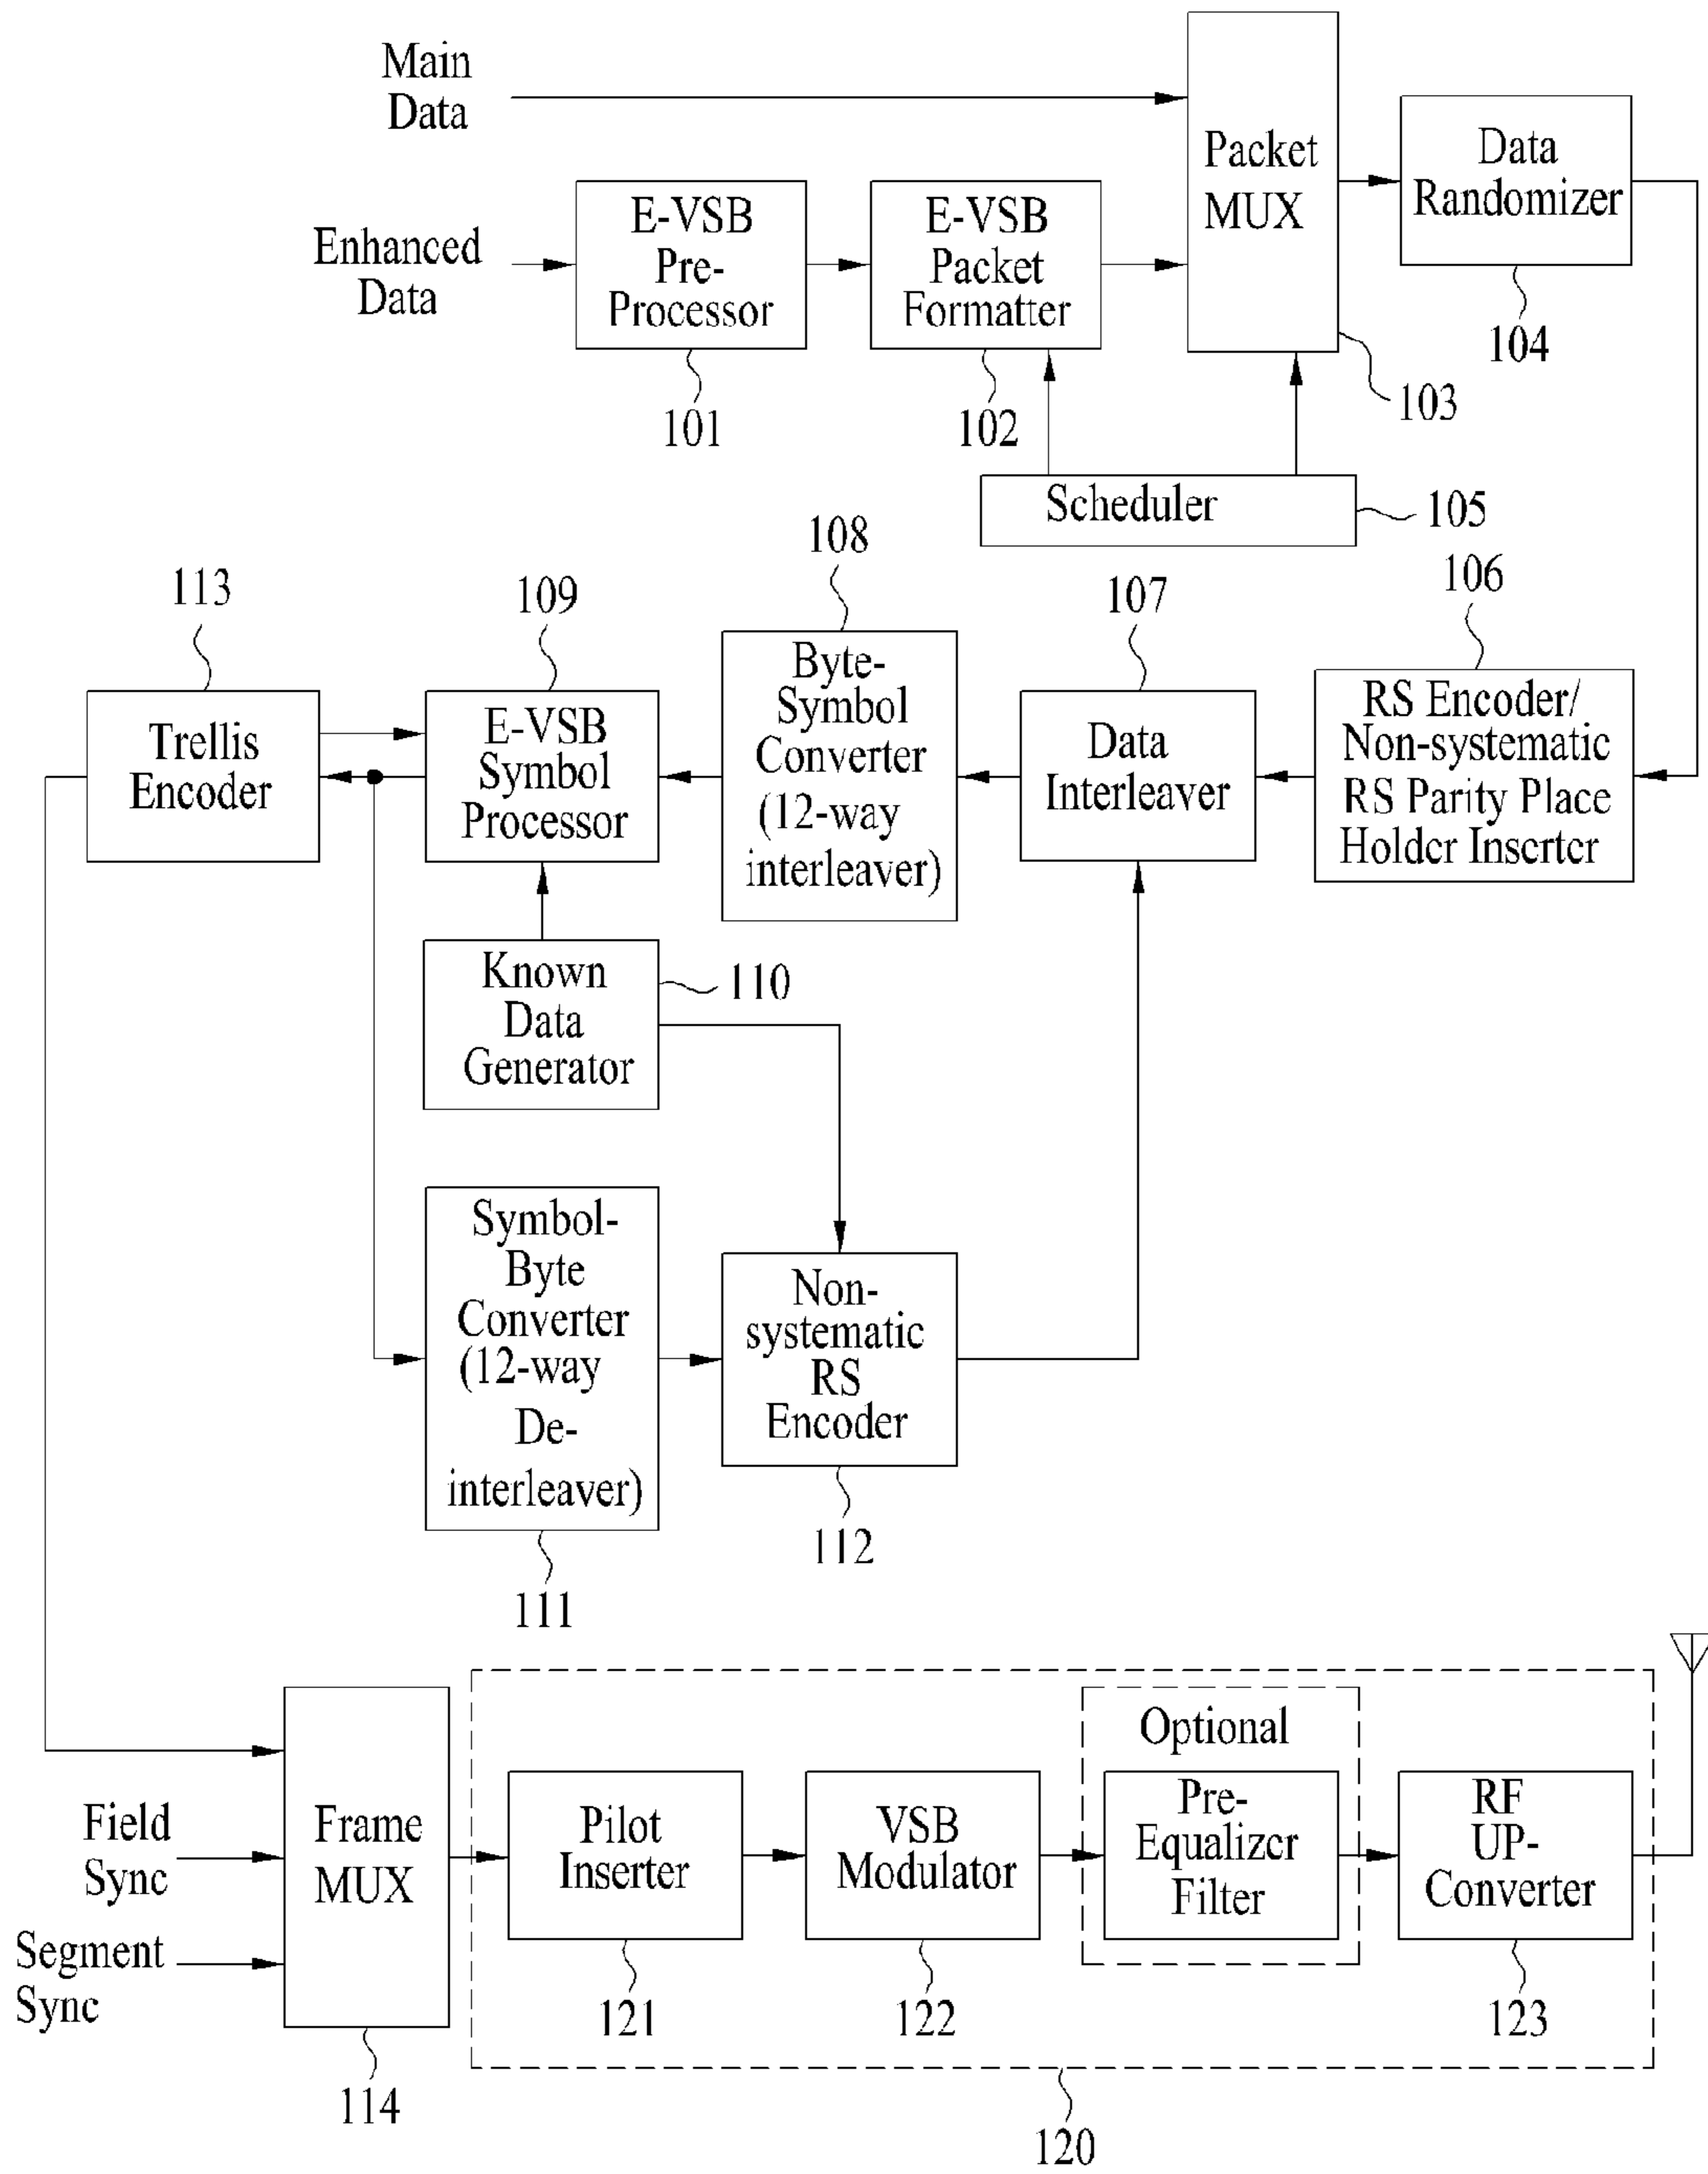 Main
Data
Enhanced
Data
E-VSB
Pre-
Processor
101
E-VSB
Packet
Formatter
102
Packet
MUX
103
Data
Randomizer
104
Scheduler
105
106
RS Encoder/
Non-systematic
RS Parity Place
Holder Inserter
107
Data
Interleaver
108
Byte-
Symbol
Converter
(12-way
interleaver)
109
E-VSB
Symbol
Processor
113
Trellis
Encoder
Known
Data
Generator
110
Symbol-
Byte
Converter
(12-way
De-
interleaver)
111
Non-
systematic
RS
Encoder
112
Field
Sync
Segment
Sync
Frame
MUX
114
Pilot
Inserter
121
VSB
Modulator
122
Optional
Pre-
Equalizer
Filter
RF
UP-
Converter
123
120